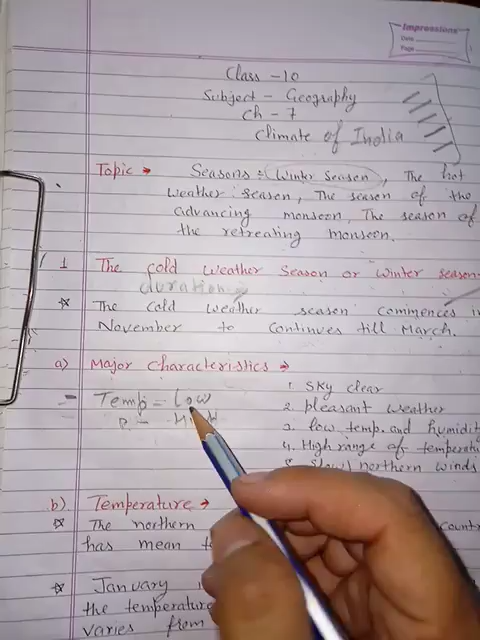 Impressions
Date
Page
Class - 10
Subject - Geography
Ch - 7
Climate of India
Topic → Seasons :- Winter Season, The hot
weather season, The season of the
advancing monsoon, The season of
the retreating monsoon.
1 The cold weather Season or winter season-
duration
☆ The cold weather season commences in
November to continues till March.
a) Major Characteristics →
- Temp = low
1. Sky clear
P -
2. pleasant weather
3. low temp. and humidity
4. High range of temperatu
5. Slow northern winds
b) Temperature →
☆ The northern count
has mean t
☆ January
the temperature
varies from